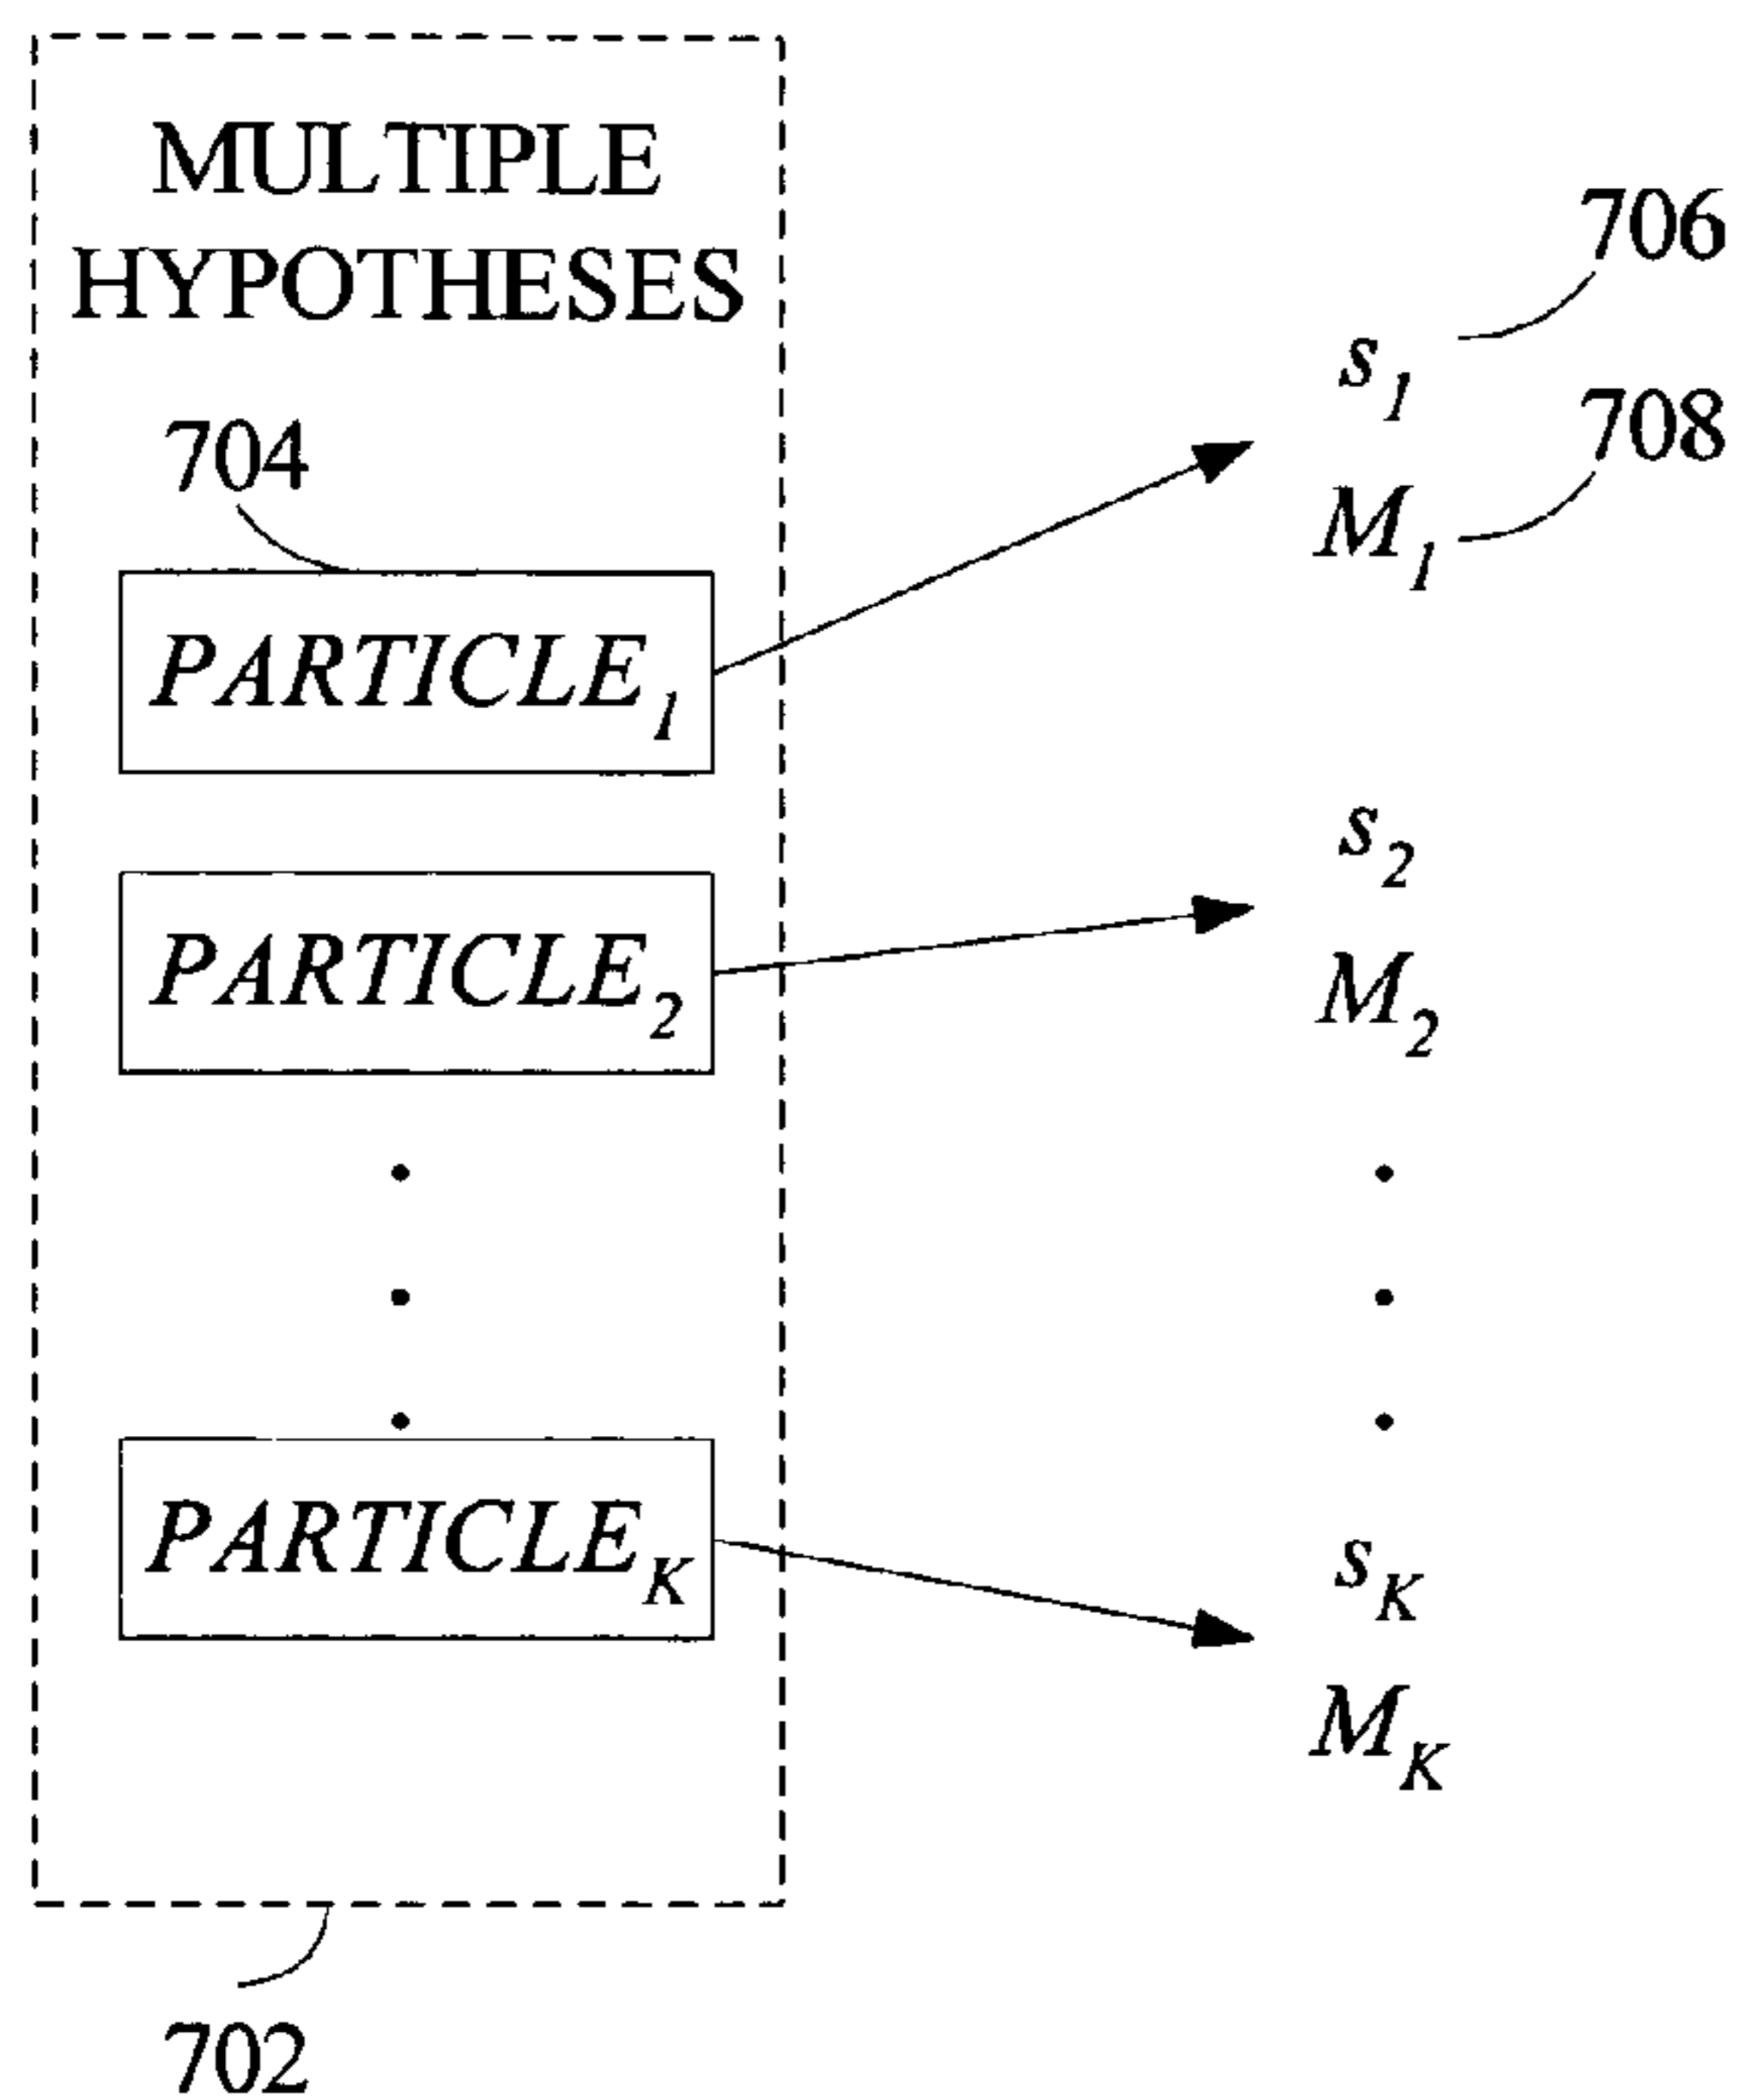 MULTIPLE
HYPOTHESES
706
s1
704
708
M1
PARTICLE1
s2
PARTICLE2
M2
PARTICLEK
sK
MK
702